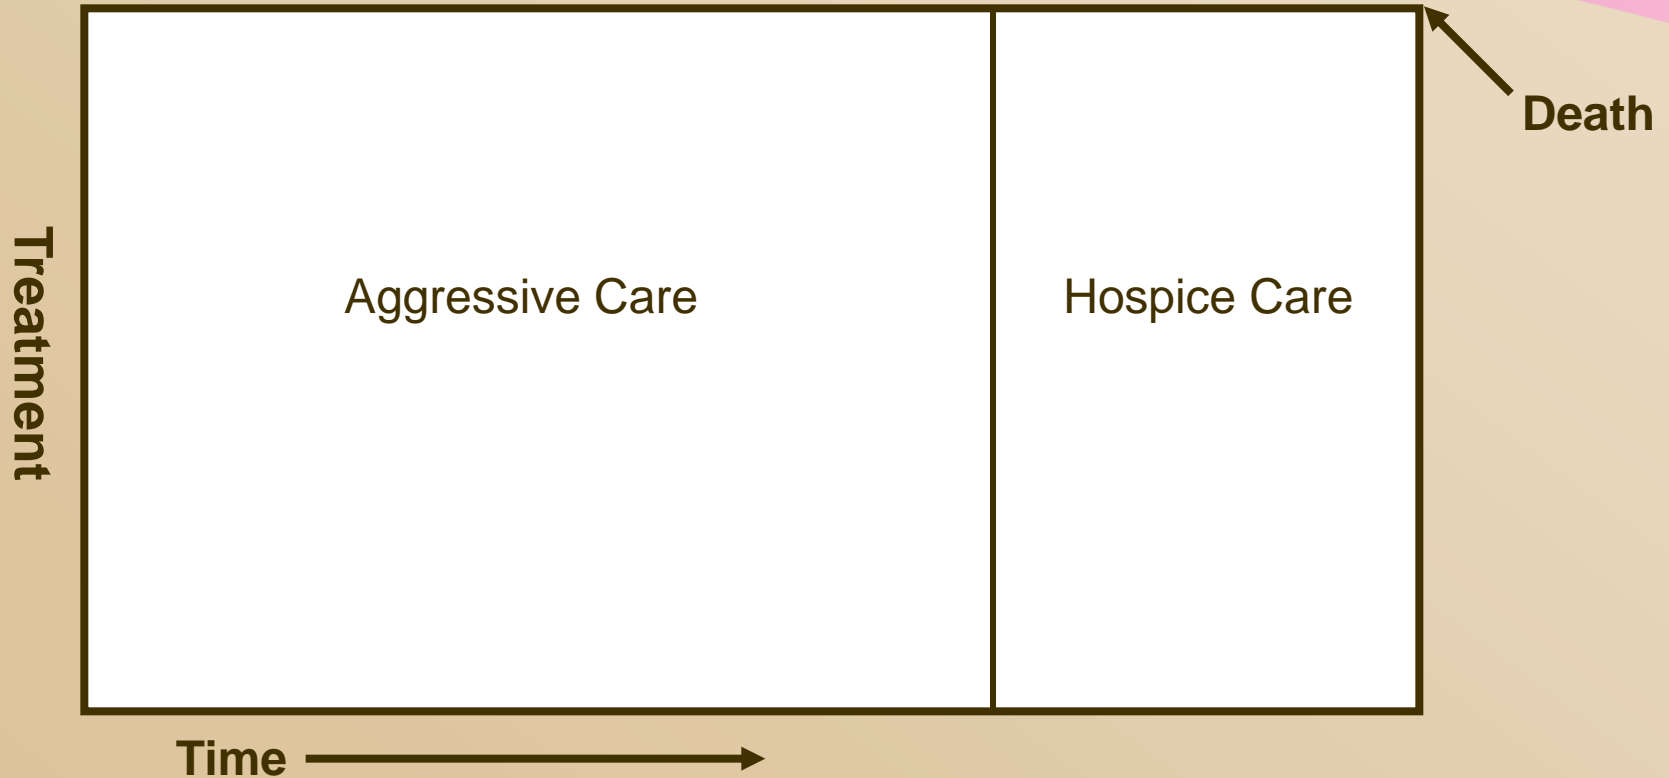 Death
Treatment
Aggressive Care
Hospice Care
Time